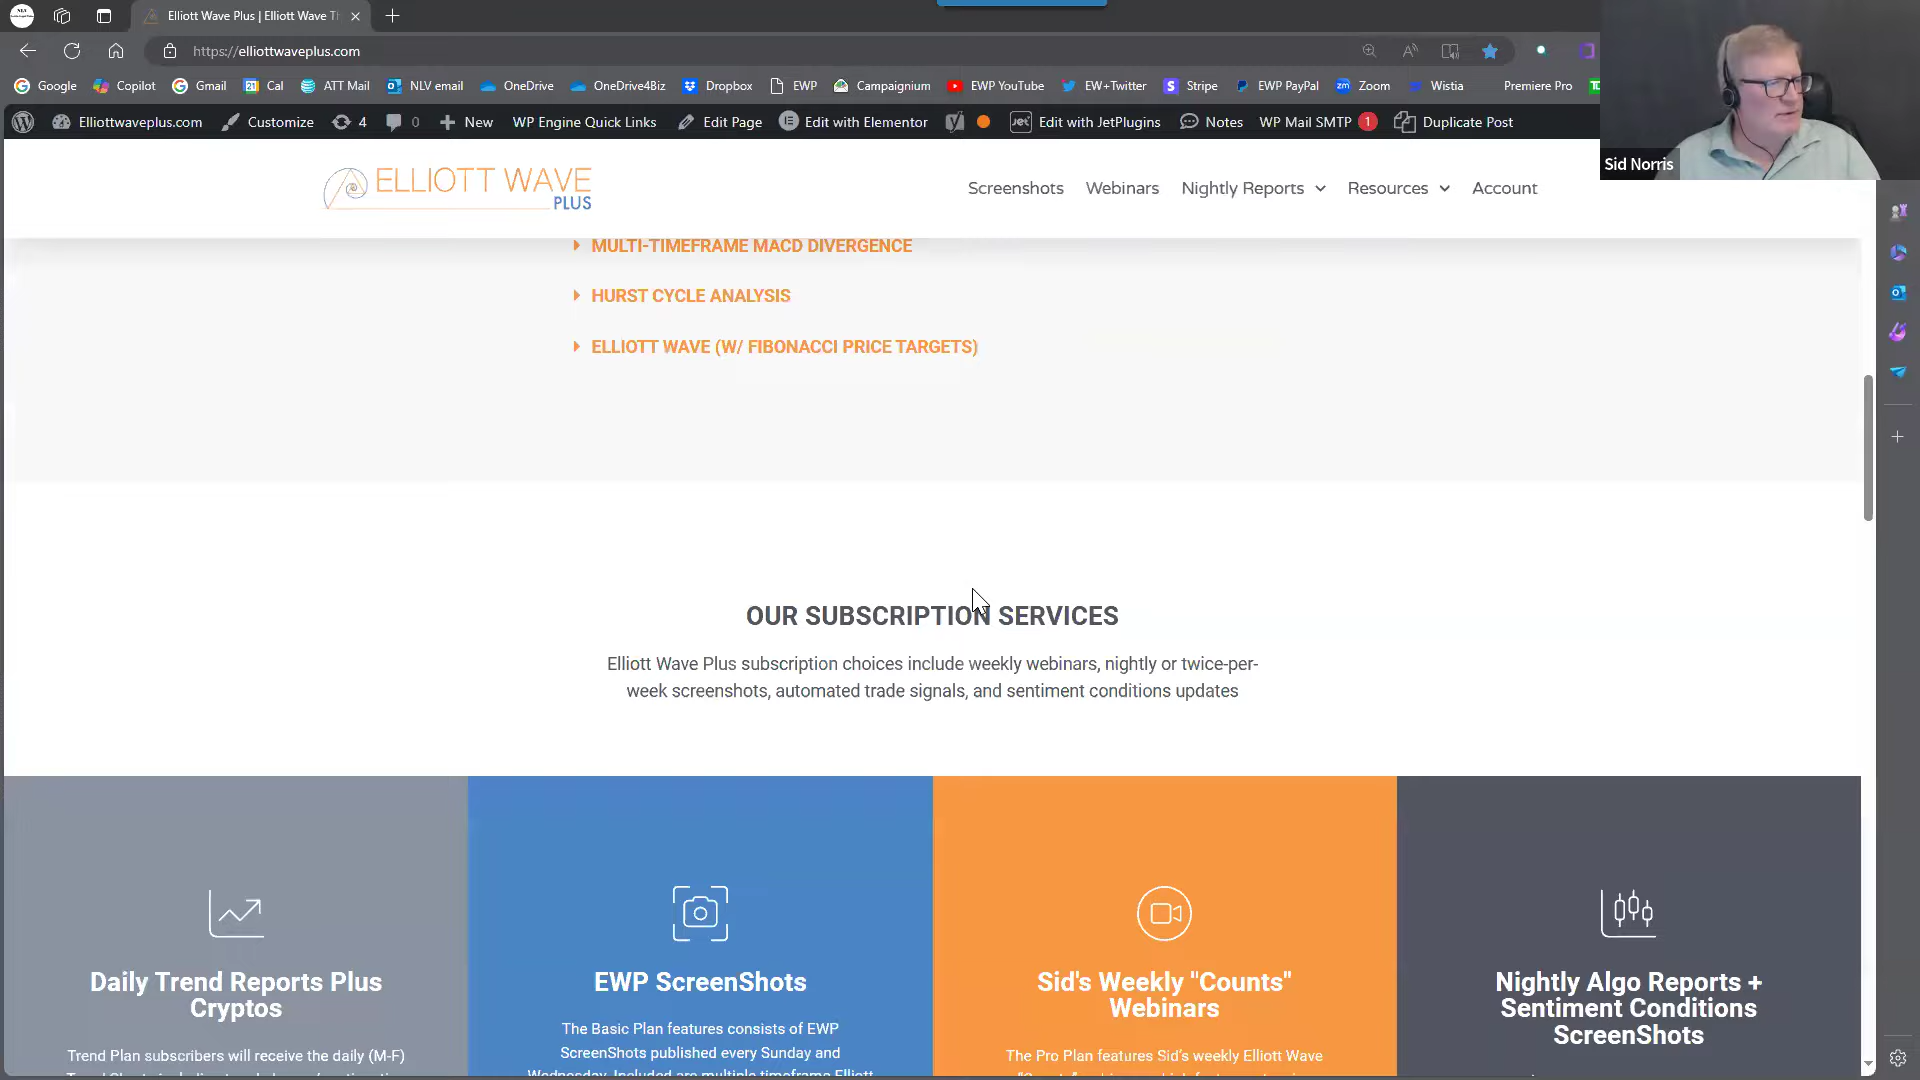 Elliott Wave Plus | Elliott Wave T
https://elliottwaveplus.com
Google Copilot Gmail Cal ATT Mail NLV email OneDrive OneDrive4Biz Dropbox EWP Campaignium EWP YouTube EW+Twitter Stripe EWP PayPal Zoom Wistia Premiere Pro
Elliottwaveplus.com Customize 4 0 New WP Engine Quick Links Edit Page Edit with Elementor Edit with JetPlugins Notes WP Mail SMTP 1 Duplicate Post
Sid Norris
ELLIOTT WAVE
PLUS
Screenshots Webinars Nightly Reports Resources Account
MULTI-TIMEFRAME MACD DIVERGENCE
HURST CYCLE ANALYSIS
ELLIOTT WAVE (W/ FIBONACCI PRICE TARGETS)
OUR SUBSCRIPTION SERVICES
Elliott Wave Plus subscription choices include weekly webinars, nightly or twice-per-
week screenshots, automated trade signals, and sentiment conditions updates
Daily Trend Reports Plus
Cryptos
Trend Plan subscribers will receive the daily (M-F)
EWP ScreenShots
The Basic Plan features consists of EWP
ScreenShots published every Sunday and
Wednesday. Included are multiple timeframe Elliott
Sid's Weekly "Counts"
Webinars
The Pro Plan features Sid's weekly Elliott Wave
Nightly Algo Reports +
Sentiment Conditions
ScreenShots